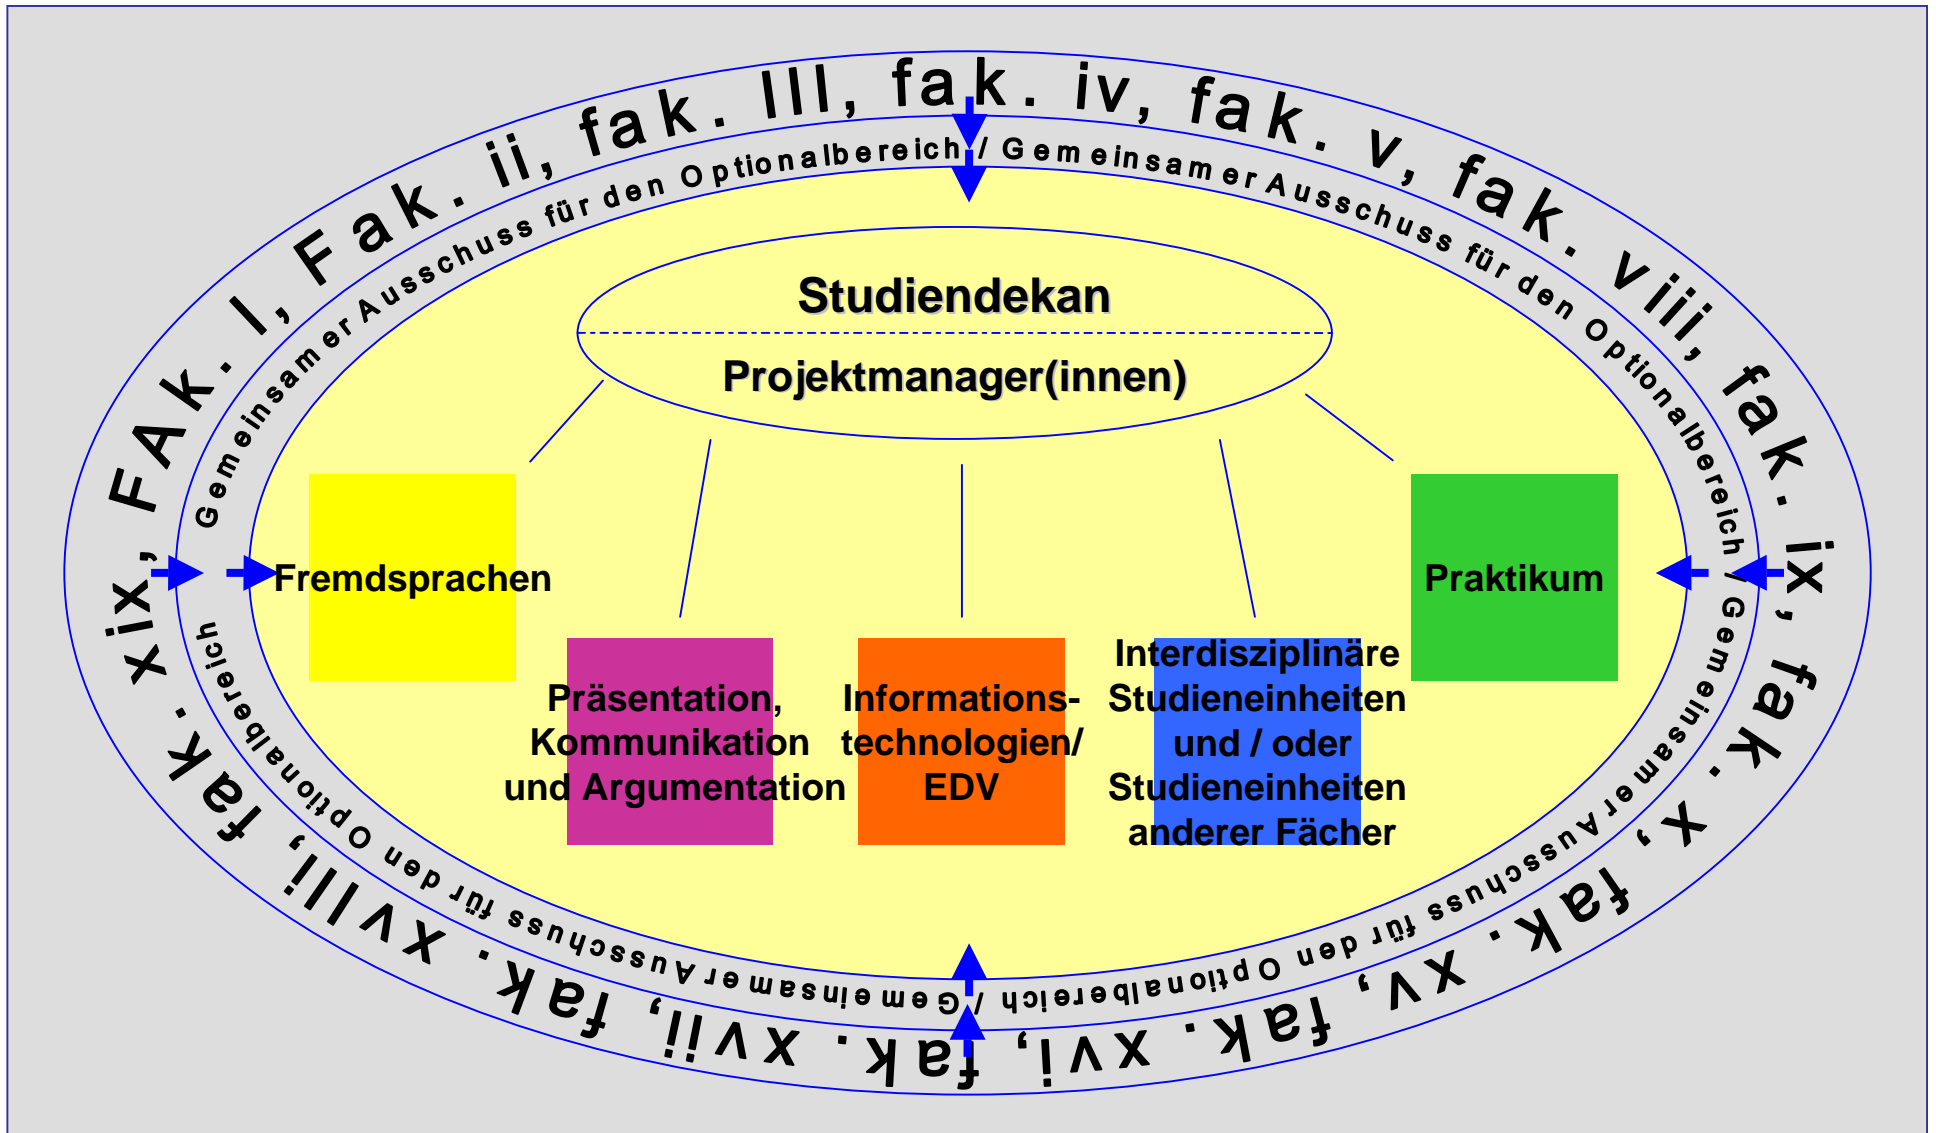 FAk. I, Fak. ii, fak. III, fak. iv, fak. v, fak. viii, fak. ix, fak. x, fak. xv, fak. xvi, fak. xvii, fak. xvIIi, fak. xix,
Gemeinsamer Ausschuss für den Optionalbereich / Gemeinsamer Ausschuss für den Optionalbereich / Gemeinsamer Ausschuss für den Optionalbereich / Gemeinsamer Ausschuss für den Optionalbereich
Studiendekan
Projektmanager(innen)
Fremdsprachen
Präsentation,
Kommunikation
und Argumentation
Informations-
technologien/
EDV
Interdisziplinäre
Studieneinheiten
und / oder
Studieneinheiten
anderer Fächer
Praktikum